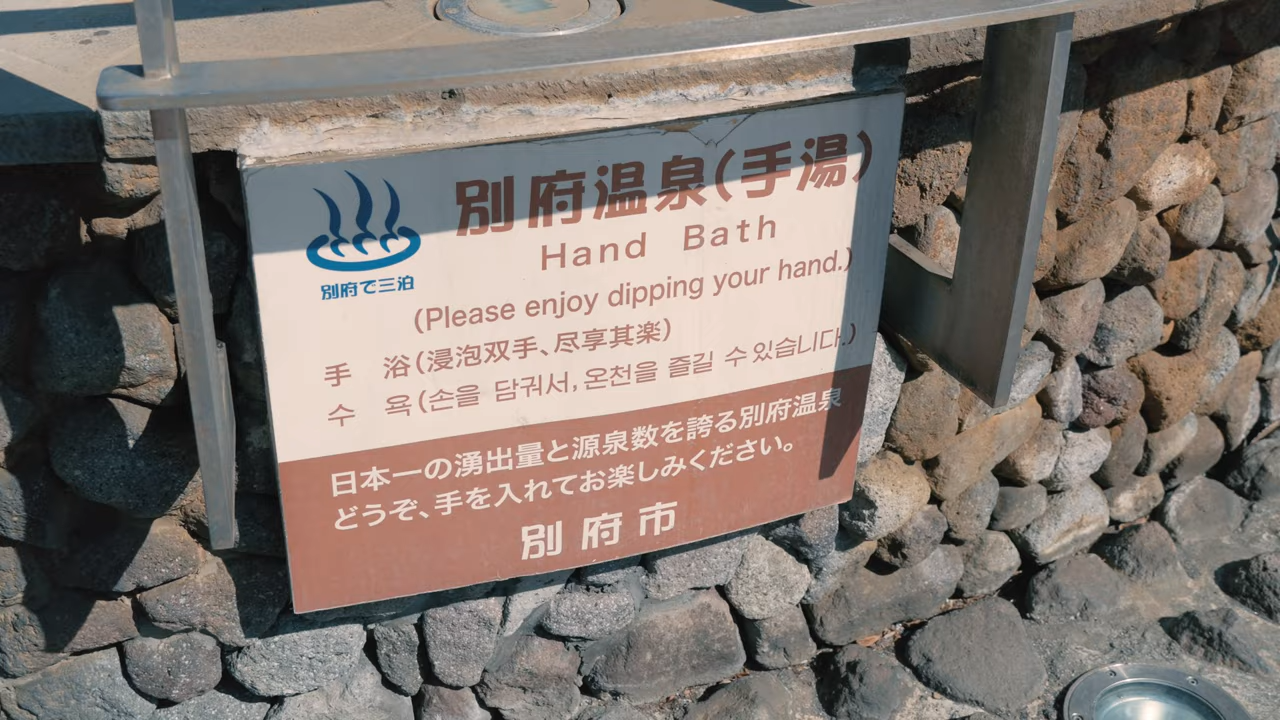 別府温泉(手湯)
Hand Bath
別府で三泊
(Please enjoy dipping your hand.)
手 浴(浸泡双手、尽享其楽)
수 욕(손을 담궈서,온천을 즐길 수 있습니다.)
日本一の湧出量と源泉数を誇る別府温泉
どうぞ、手を入れてお楽しみください。
別府市